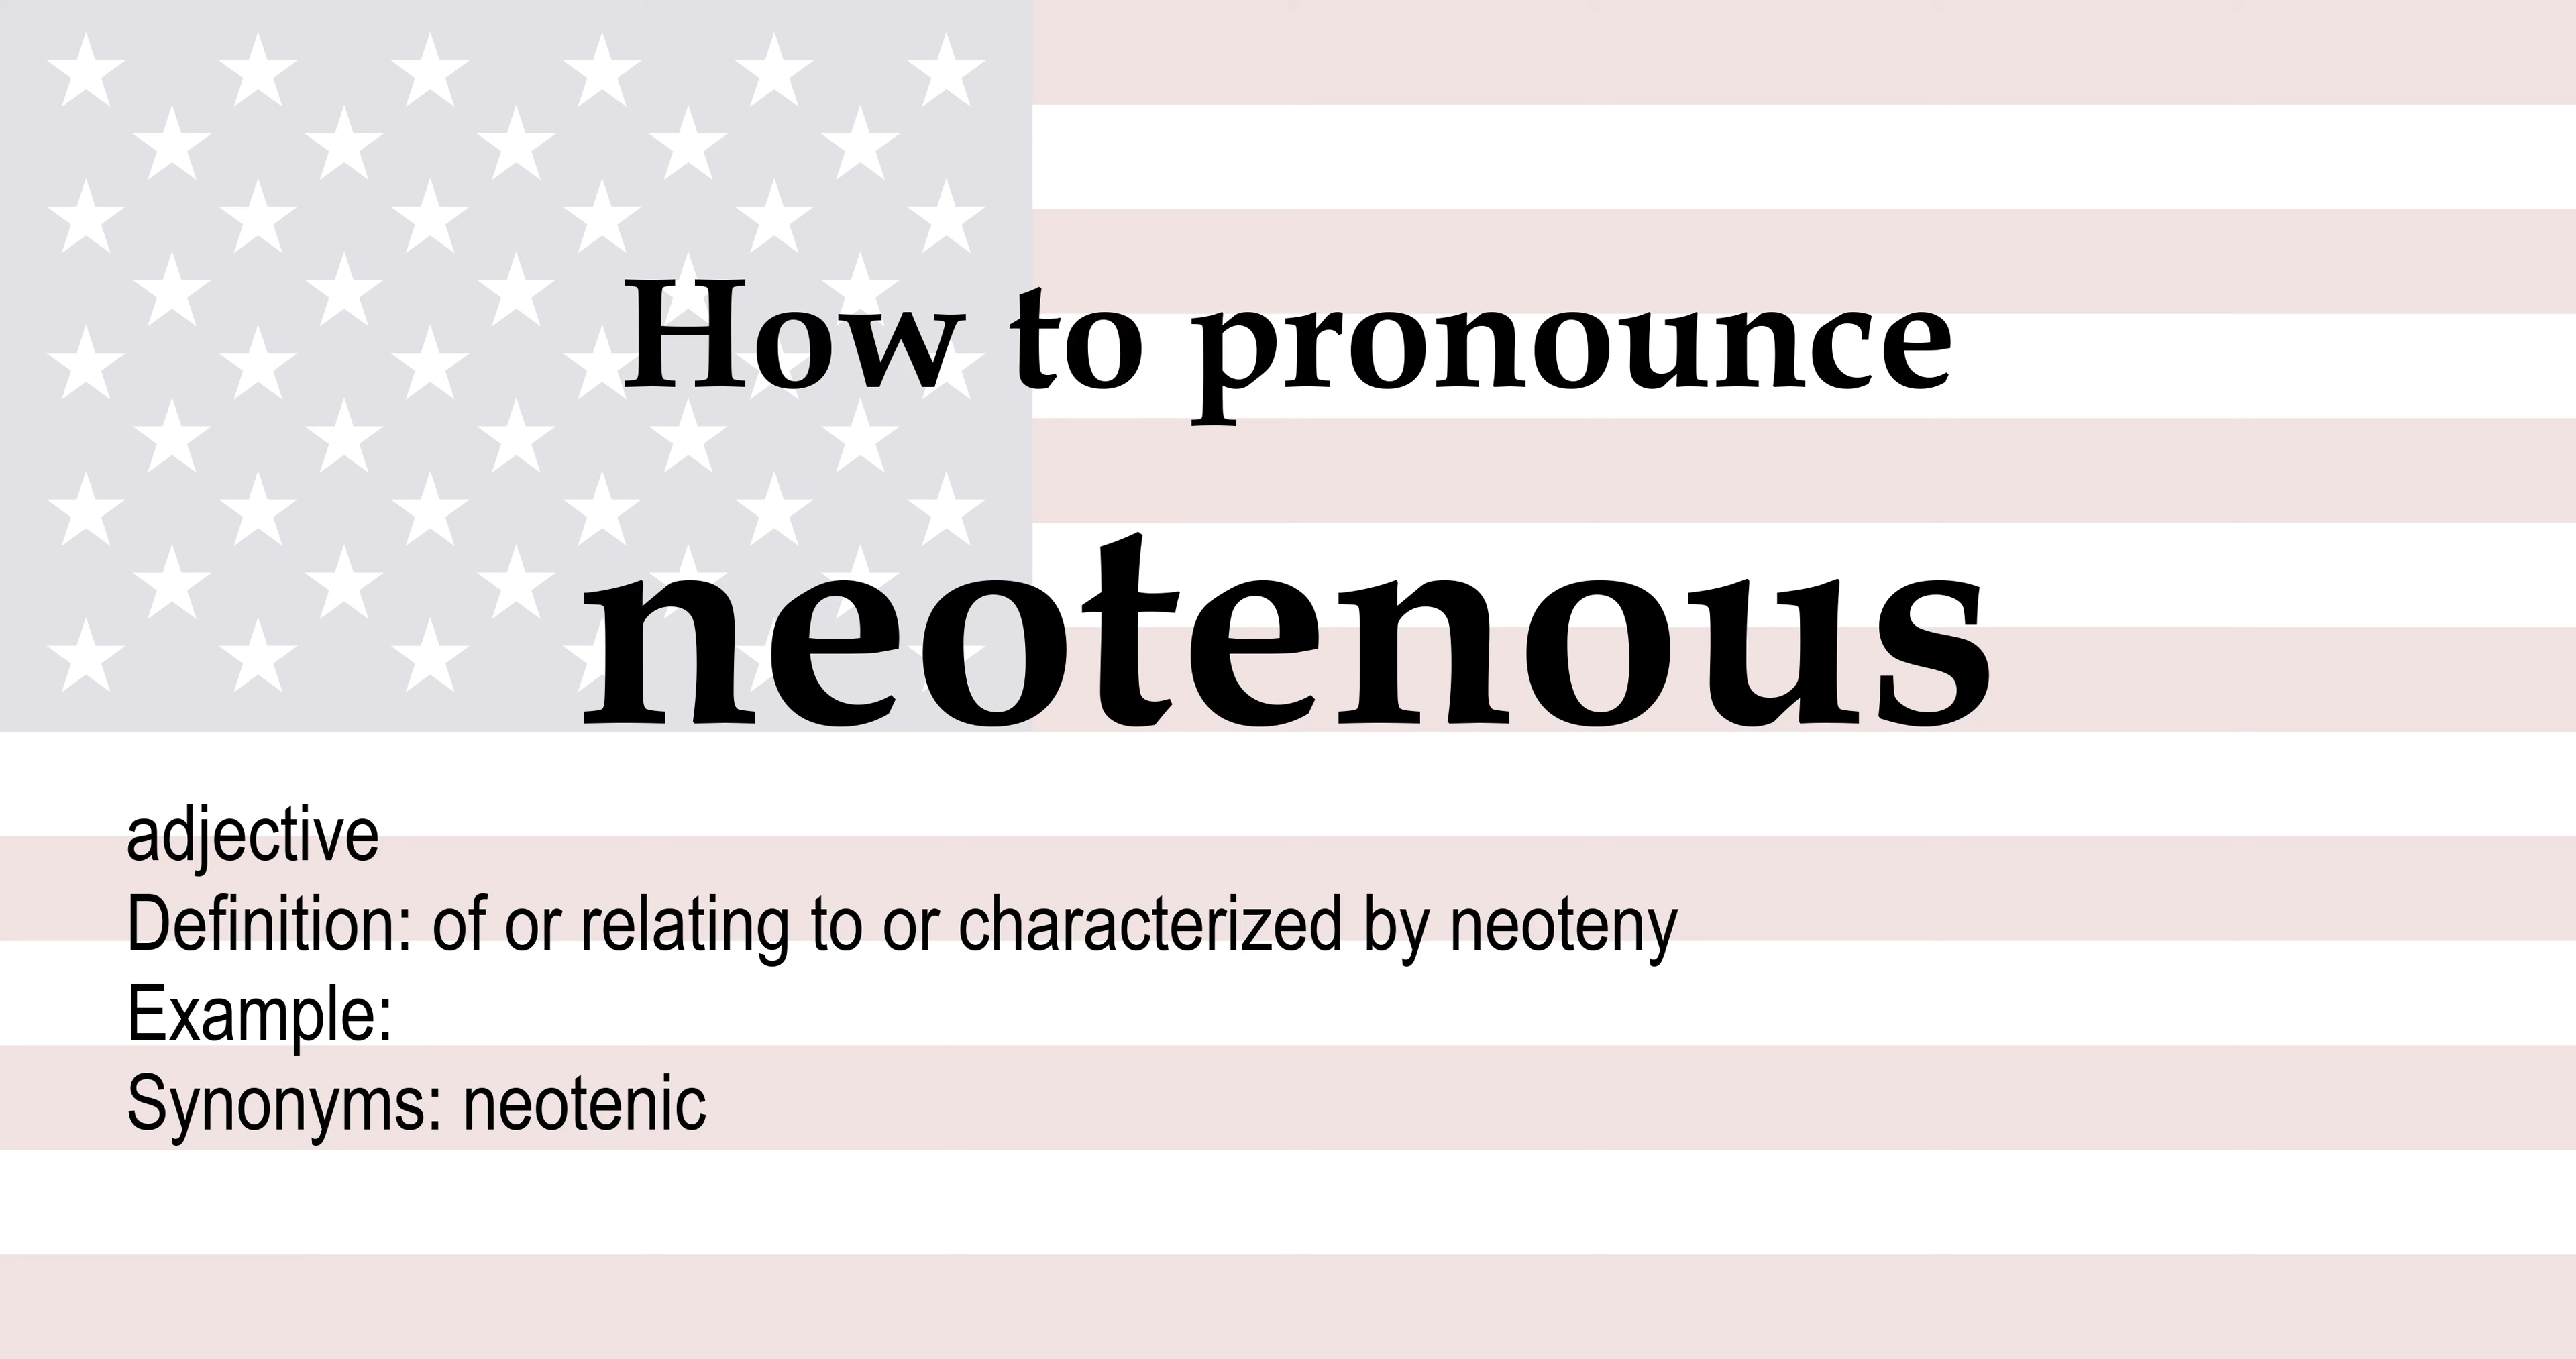 How to pronounce
neotenous
adjective
Definition: of or relating to or characterized by neoteny
Example:
Synonyms: neotenic